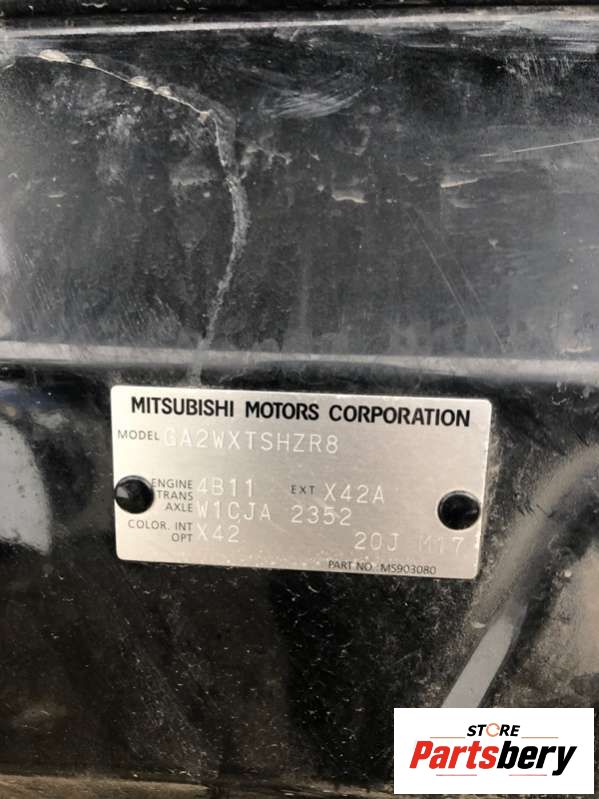 MITSUBISHI MOTORS CORPORATION
MODEL GA2WXTSHZR8
ENGINE 4B11 EXT X42A
TRANS AXLE W1CJA 2352
COLOR. INT X42
OPT 20J M17
PART NO. MS903080
STORE
Partsbery